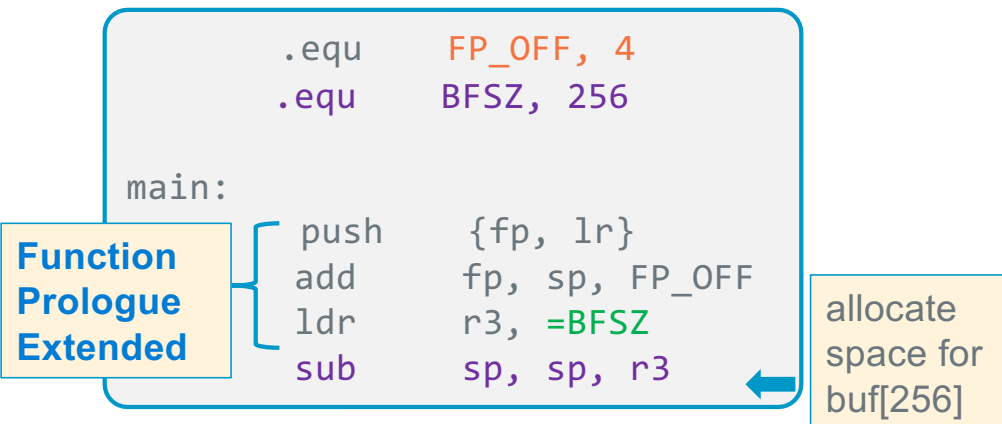 .equ FP_OFF, 4
.equ BFSZ, 256
main:
push {fp, lr}
add fp, sp, FP_OFF
ldr r3, =BFSZ
sub sp, sp, r3
Function
Prologue
Extended
allocate
space for
buf[256]